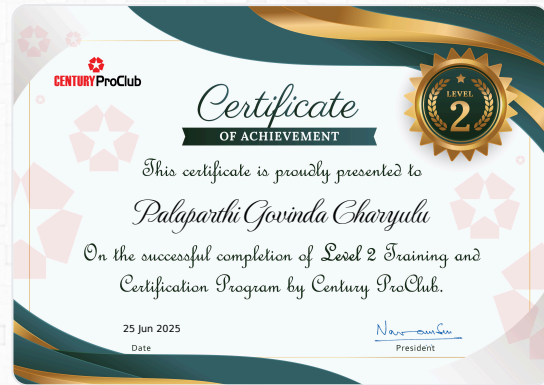 CENTURY ProClub
Certificate
OF ACHIEVEMENT
LEVEL
2
This certificate is proudly presented to
Palaparthi Govinda Charyulu
On the successful completion of Level 2 Training and
Certification Program by Century ProClub.
25 Jun 2025
Date
President